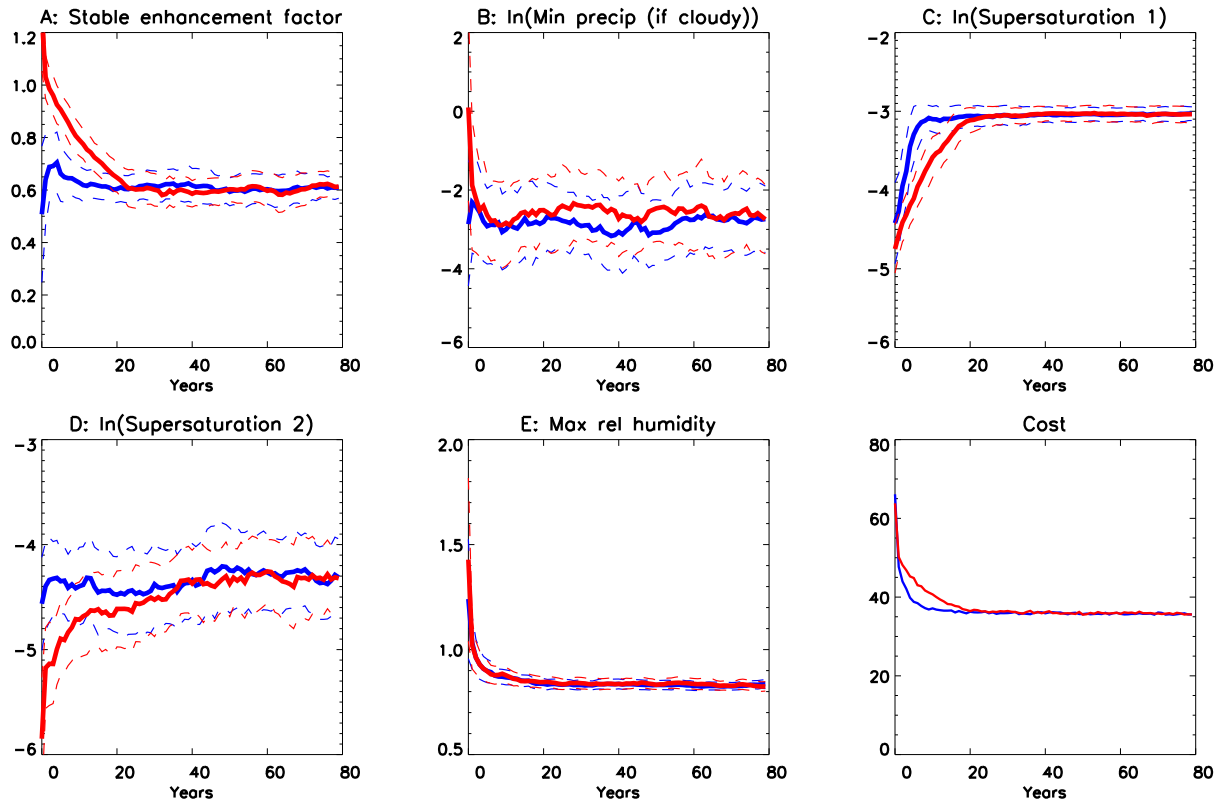 A: Stable enhancement factor
1.2
1.0
0.8
0.6
0.4
0.2
0.0
0 20 40 60 80
Years
B: ln(Min precip (if cloudy))
2
0
−2
−4
−6
0 20 40 60 80
Years
C: ln(Supersaturation 1)
−2
−3
−4
−5
−6
0 20 40 60 80
Years
D: ln(Supersaturation 2)
−3
−4
−5
−6
0 20 40 60 80
Years
E: Max rel humidity
2.0
1.5
1.0
0.5
0 20 40 60 80
Years
Cost
80
60
40
20
0
0 20 40 60 80
Years